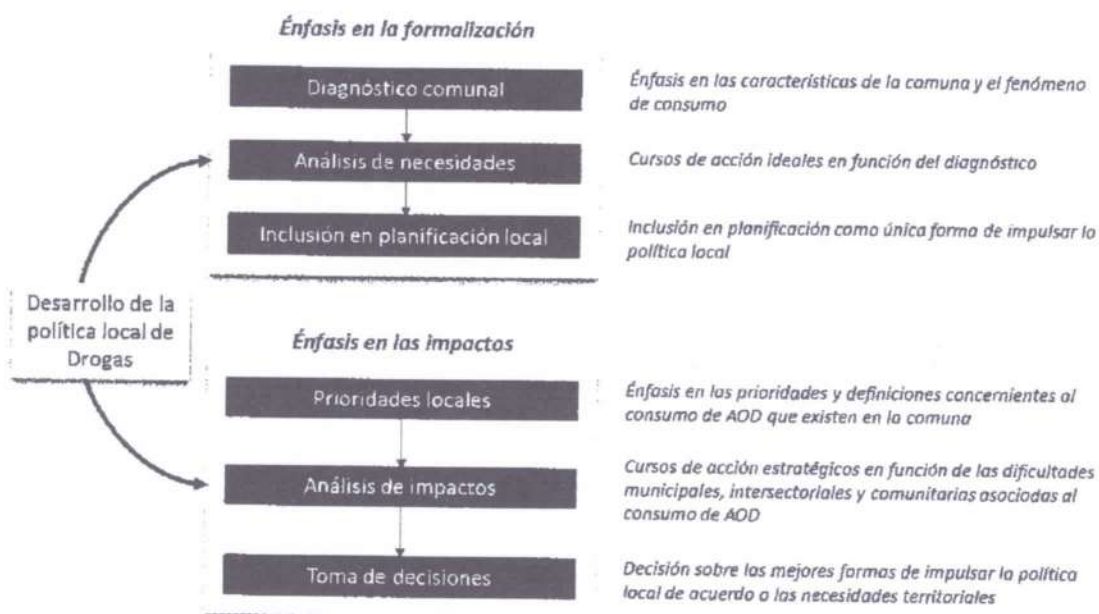 Énfasis en la formalización
Diagnóstico comunal
Énfasis en las características de la comuna y el fenómeno
de consumo
Análisis de necesidades
Cursos de acción ideales en función del diagnóstico
Inclusión en planificación local
Inclusión en planificación como única forma de impulsar la
política local
Desarrollo de la
política local de
Drogas
Énfasis en los impactos
Prioridades locales
Énfasis en las prioridades y definiciones concernientes al
consumo de AOD que existen en la comuna
Análisis de impactos
Cursos de acción estratégicos en función de las dificultades
municipales, intersectoriales y comunitarias asociadas al
consumo de AOD
Toma de decisiones
Decisión sobre las mejores formas de impulsar la política
local de acuerdo a las necesidades territoriales